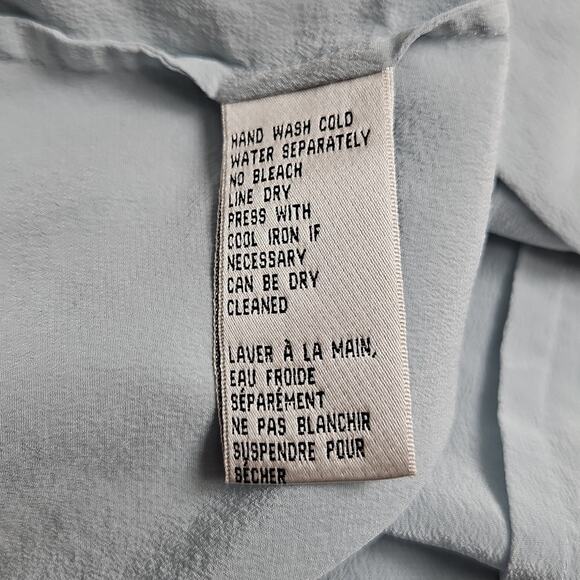 HAND WASH COLD
WATER SEPARATELY
NO BLEACH
LINE DRY
PRESS WITH
COOL IRON IF
NECESSARY
CAN BE DRY
CLEANED
LAVER À LA MAIN,
EAU FROIDE
SÉPARÉMENT
NE PAS BLANCHIR
SUSPENDRE POUR
SÉCHER